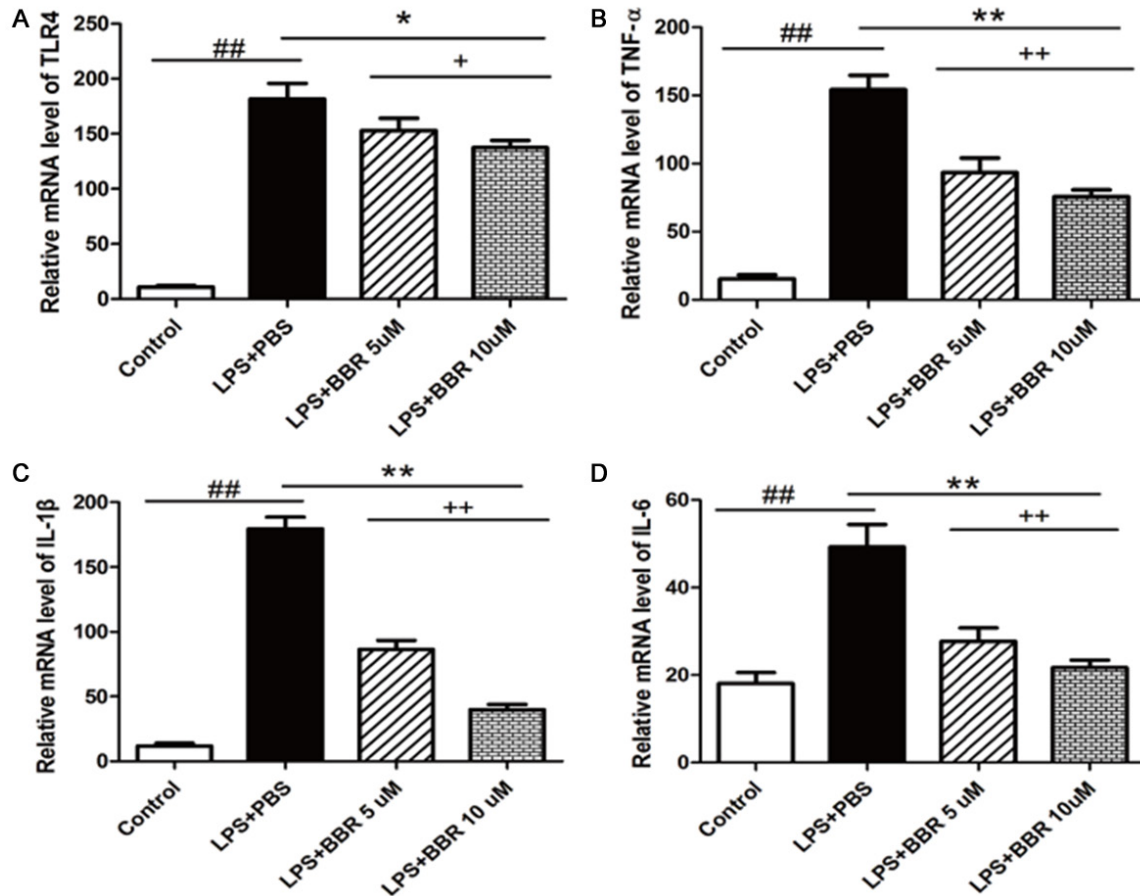 A
Relative mRNA level of TLR4
250
200
150
100
50
0
##
*
+
Control
LPS+PBS
LPS+BBR 5uM
LPS+BBR 10uM
B
Relative mRNA level of TNF-α
200
150
100
50
0
##
**
++
Control
LPS+PBS
LPS+BBR 5uM
LPS+BBR 10uM
C
Relative mRNA level of IL-1β
200
150
100
50
0
##
**
++
Control
LPS+PBS
LPS+BBR 5 uM
LPS+BBR 10 uM
D
Relative mRNA level of IL-6
60
40
20
0
##
**
++
Control
LPS+PBS
LPS+BBR 5 uM
LPS+BBR 10uM